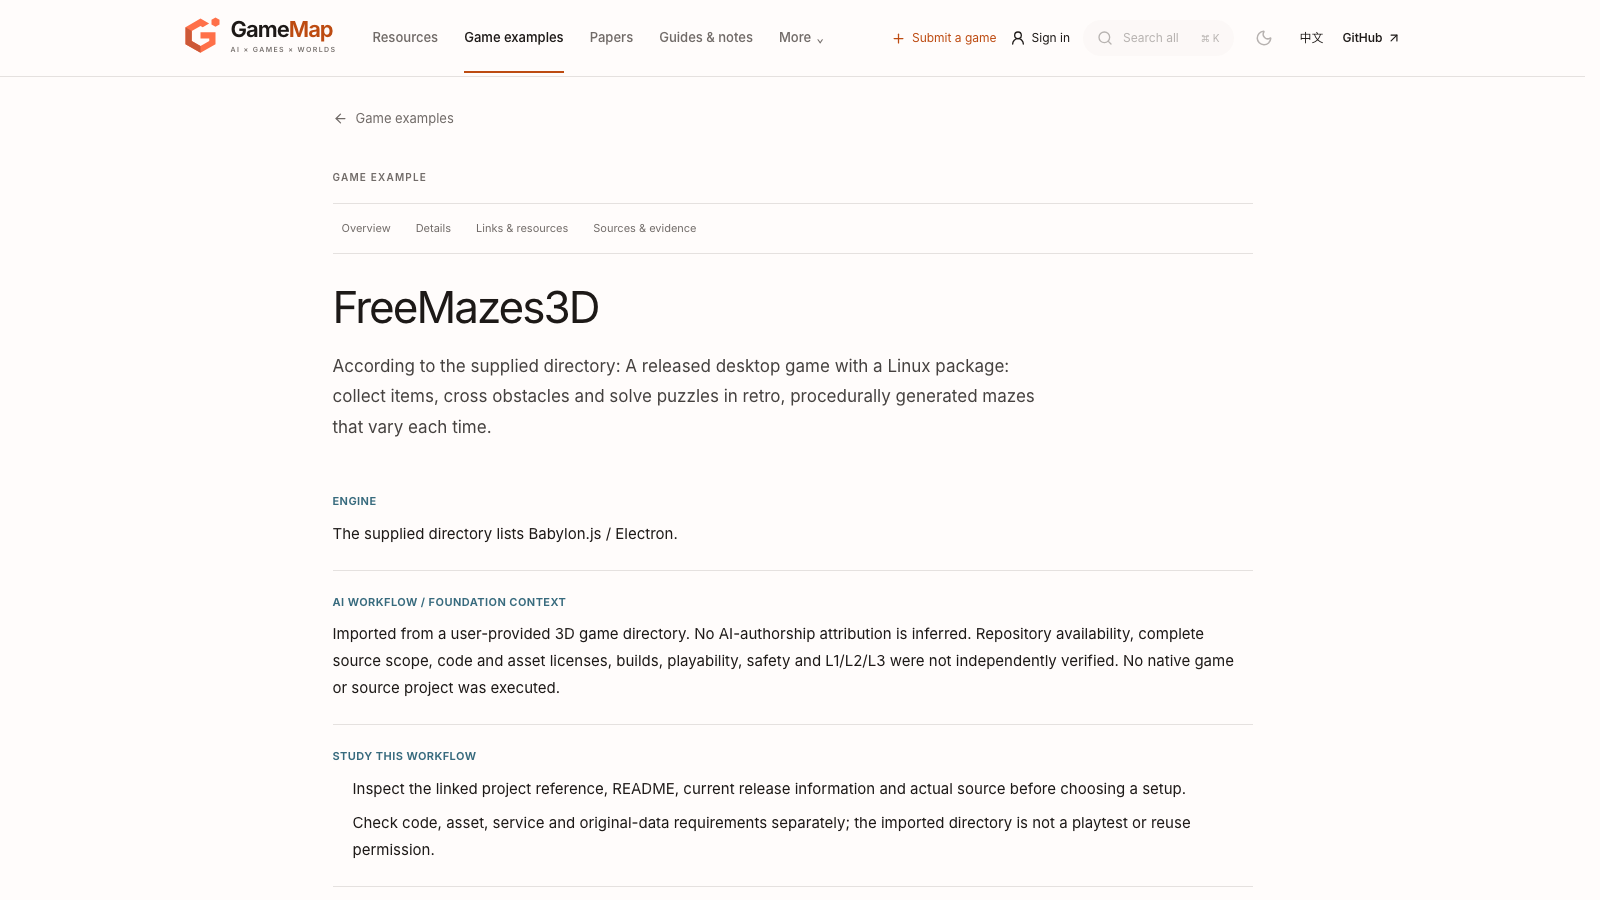 GameMap
AI × GAMES × WORLDS
Resources
Game examples
Papers
Guides & notes
More
Submit a game
Sign in
Search all
⌘ K
中文
GitHub
Game examples
GAME EXAMPLE
Overview
Details
Links & resources
Sources & evidence
FreeMazes3D
According to the supplied directory: A released desktop game with a Linux package:
collect items, cross obstacles and solve puzzles in retro, procedurally generated mazes
that vary each time.
ENGINE
The supplied directory lists Babylon.js / Electron.
AI WORKFLOW / FOUNDATION CONTEXT
Imported from a user-provided 3D game directory. No AI-authorship attribution is inferred. Repository availability, complete
source scope, code and asset licenses, builds, playability, safety and L1/L2/L3 were not independently verified. No native game
or source project was executed.
STUDY THIS WORKFLOW
Inspect the linked project reference, README, current release information and actual source before choosing a setup.
Check code, asset, service and original-data requirements separately; the imported directory is not a playtest or reuse
permission.